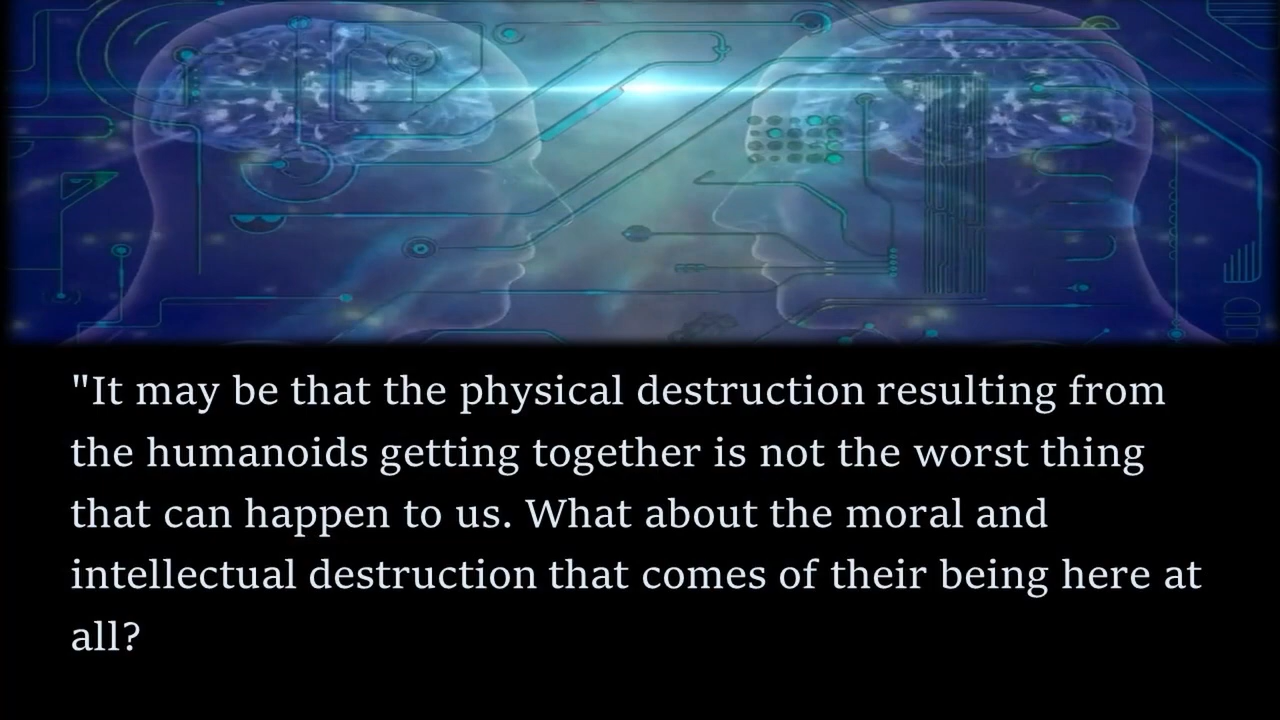 "It may be that the physical destruction resulting from
the humanoids getting together is not the worst thing
that can happen to us. What about the moral and
intellectual destruction that comes of their being here at
all?